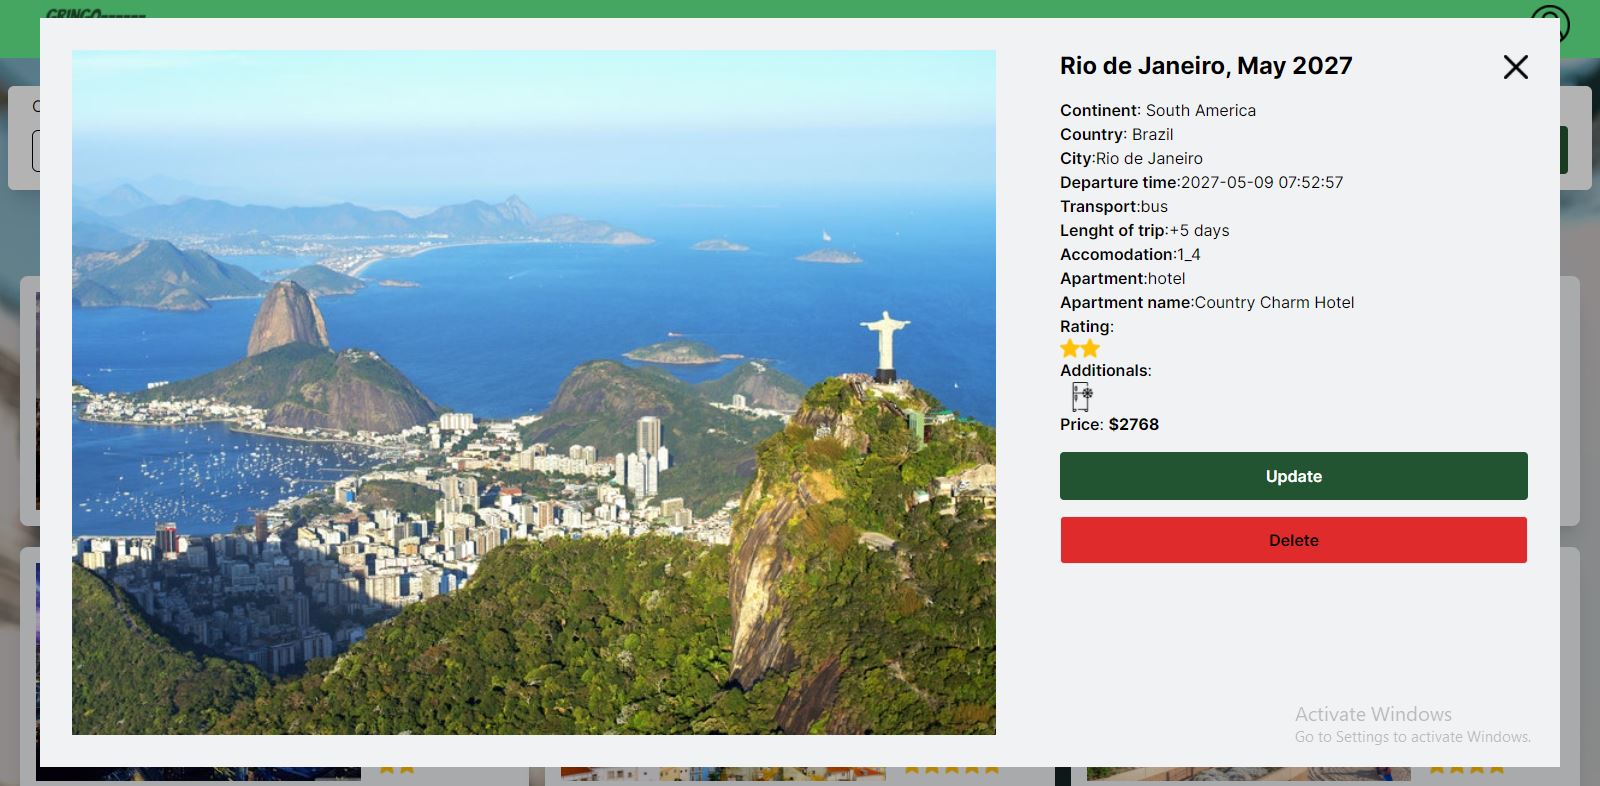 GRINGO
Rio de Janeiro, May 2027
Continent: South America
Country: Brazil
City:Rio de Janeiro
Departure time:2027-05-09 07:52:57
Transport:bus
Lenght of trip:+5 days
Accomodation:1_4
Apartment:hotel
Apartment name:Country Charm Hotel
Rating:
Additionals:
Price: $2768
Update
Delete
Activate Windows
Go to Settings to activate Windows.